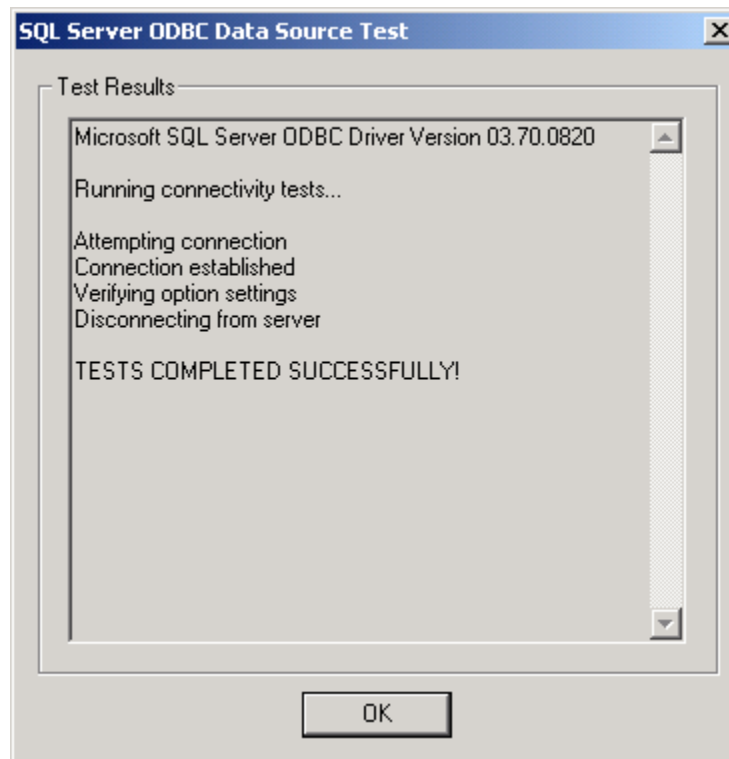 SQL Server ODBC Data Source Test
Test Results
Microsoft SQL Server ODBC Driver Version 03.70.0820
Running connectivity tests...
Attempting connection
Connection established
Verifying option settings
Disconnecting from server
TESTS COMPLETED SUCCESSFULLY!
OK